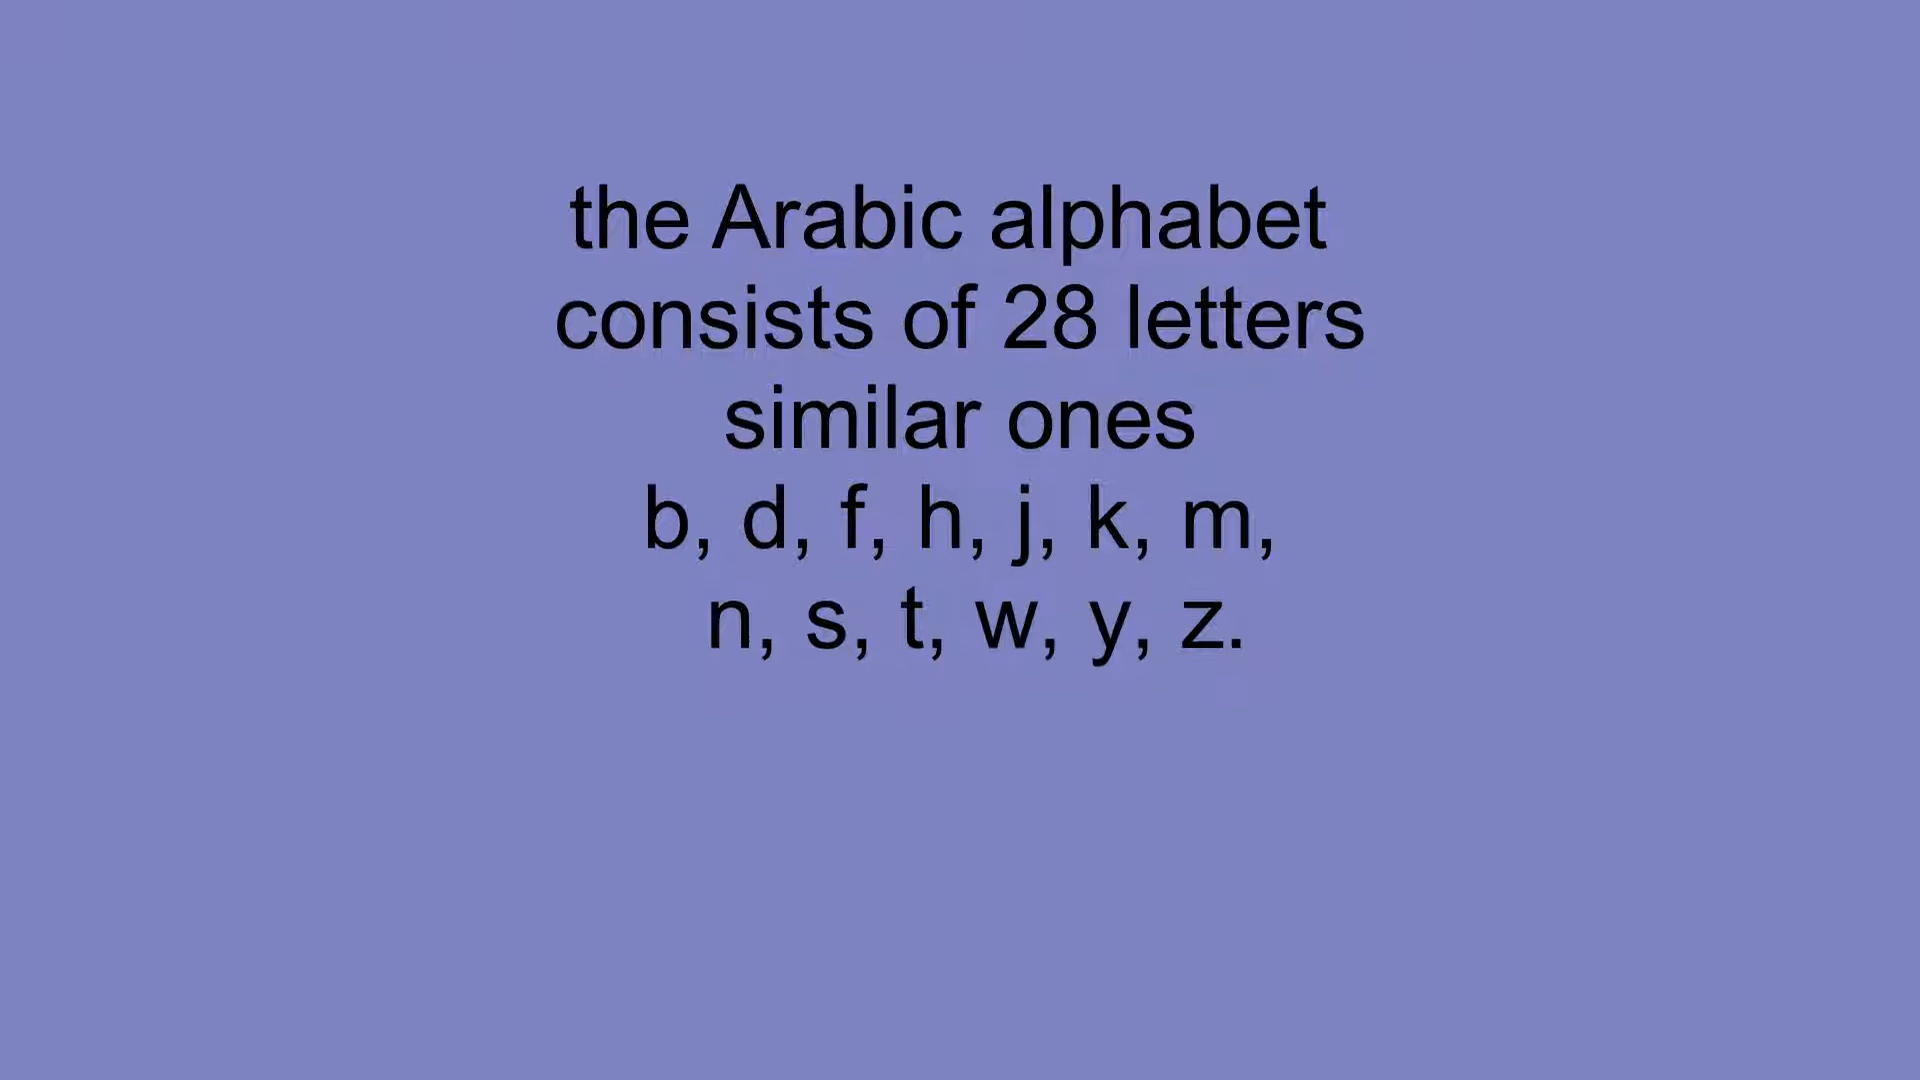 the Arabic alphabet
consists of 28 letters
similar ones
b, d, f, h, j, k, m,
n, s, t, w, y, z.